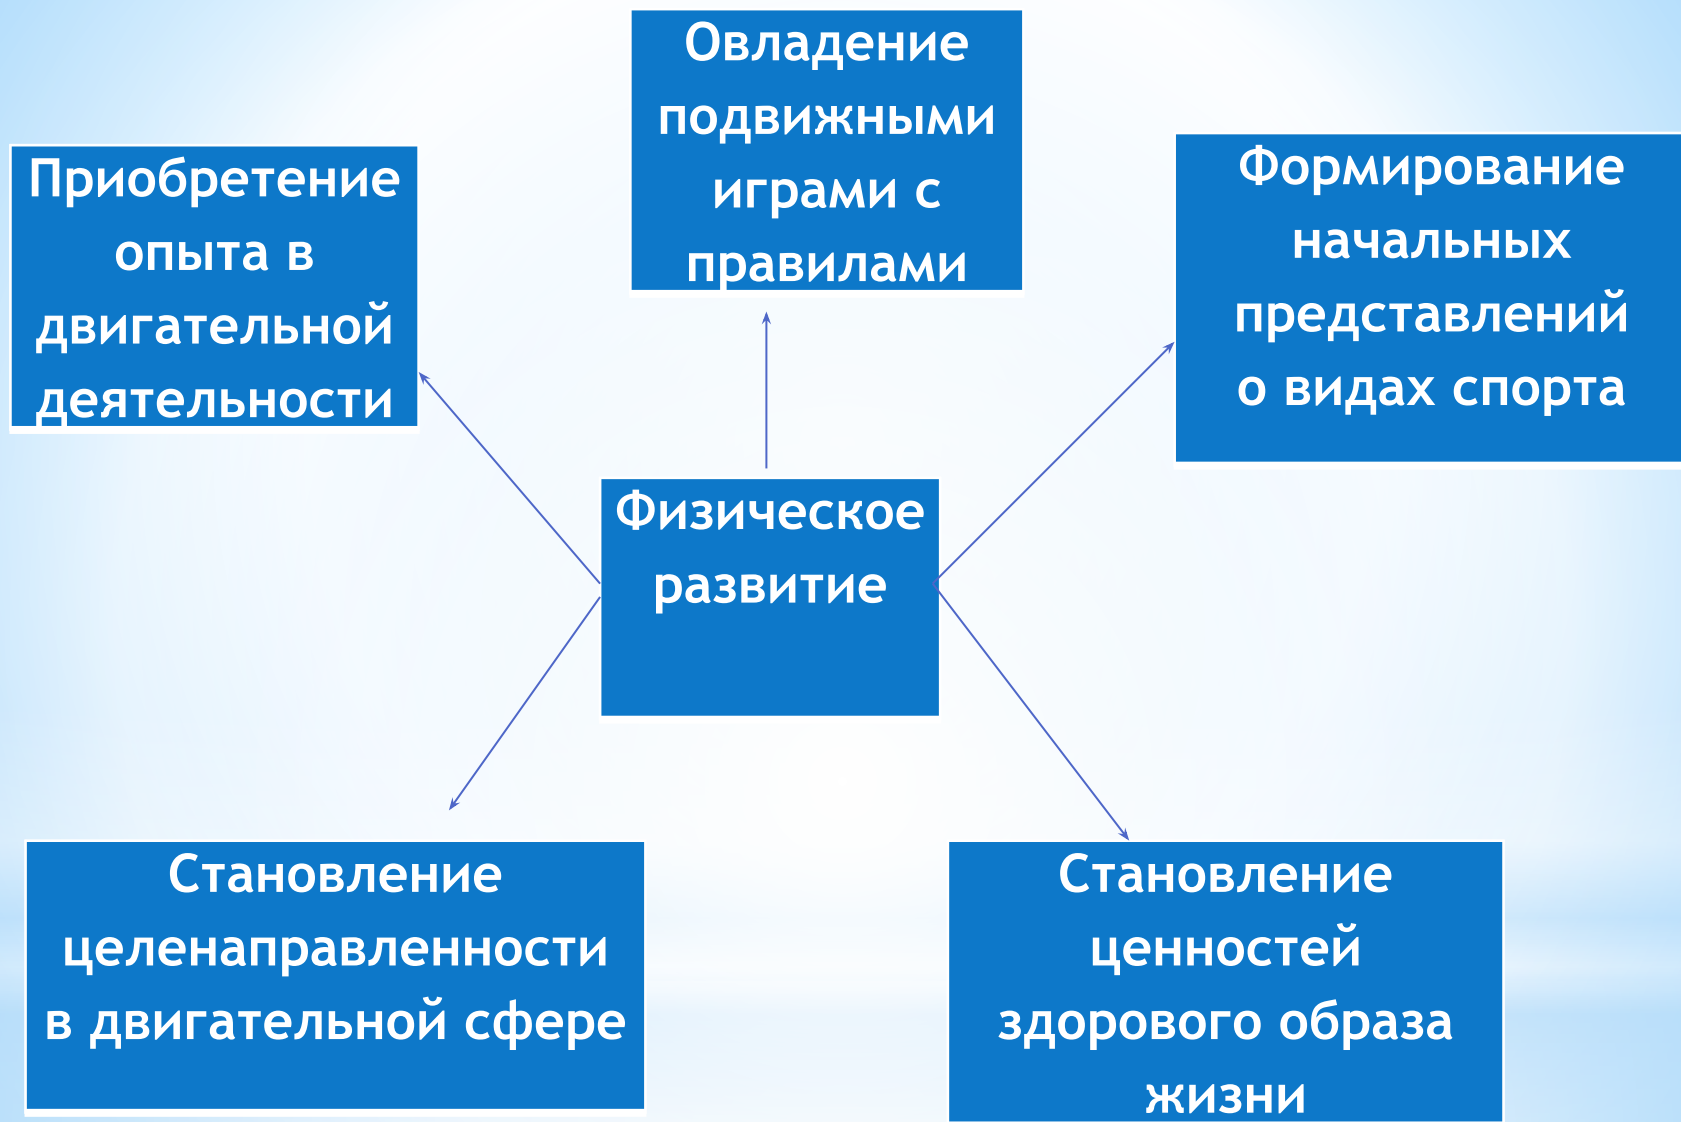 Овладение
подвижными
играми с
правилами
Приобретение
опыта в
двигательной
деятельности
Формирование
начальных
представлений
о видах спорта
Физическое
развитие
Становление
целенаправленности
в двигательной сфере
Становление
ценностей
здорового образа
жизни